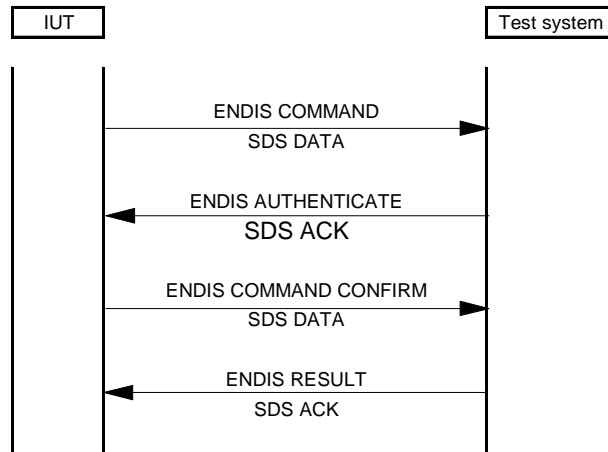 IUT
Test system
ENDIS COMMAND
SDS DATA
ENDIS AUTHENTICATE
SDS ACK
ENDIS COMMAND CONFIRM
SDS DATA
ENDIS RESULT
SDS ACK